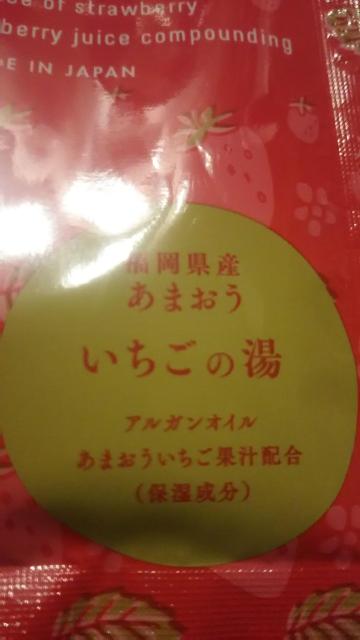 of strawberry
berry juice compounding
IN JAPAN
福岡県産
あまおう
いちごの湯
アルガンオイル
あまおういちご果汁配合
（保湿成分）